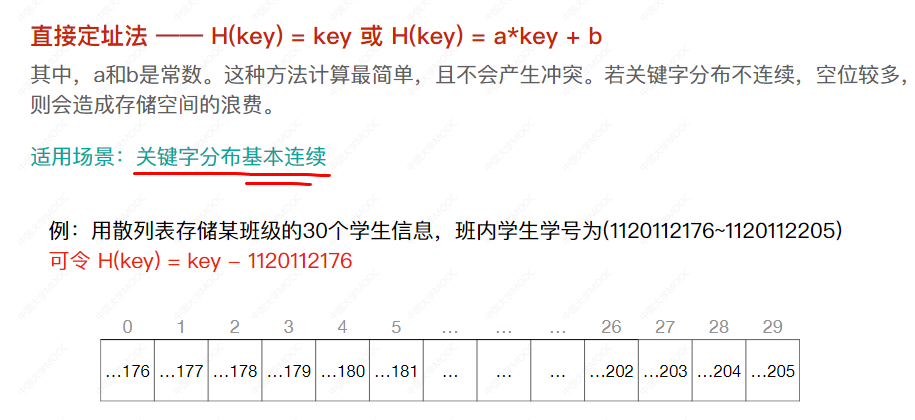 直接定址法 —— H(key) = key 或 H(key) = a*key + b
其中，a和b是常数。这种方法计算最简单，且不会产生冲突。若关键字分布不连续，空位较多，
则会造成存储空间的浪费。
适用场景：关键字分布基本连续
例：用散列表存储某班级的30个学生信息，班内学生学号为(1120112176~1120112205)
可令 H(key) = key – 1120112176
0 1 2 3 4 5 ... ... ... 26 27 28 29
...176 ...177 ...178 ...179 ...180 ...181 ... ... ... ...202 ...203 ...204 ...205